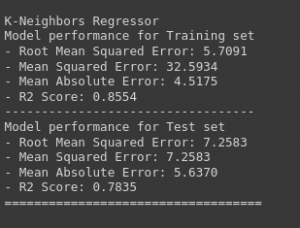 K-Neighbors Regressor
Model performance for Training set
- Root Mean Squared Error: 5.7091
- Mean Squared Error: 32.5934
- Mean Absolute Error: 4.5175
- R2 Score: 0.8554
----------------------------------
Model performance for Test set
- Root Mean Squared Error: 7.2583
- Mean Squared Error: 7.2583
- Mean Absolute Error: 5.6370
- R2 Score: 0.7835
===================================